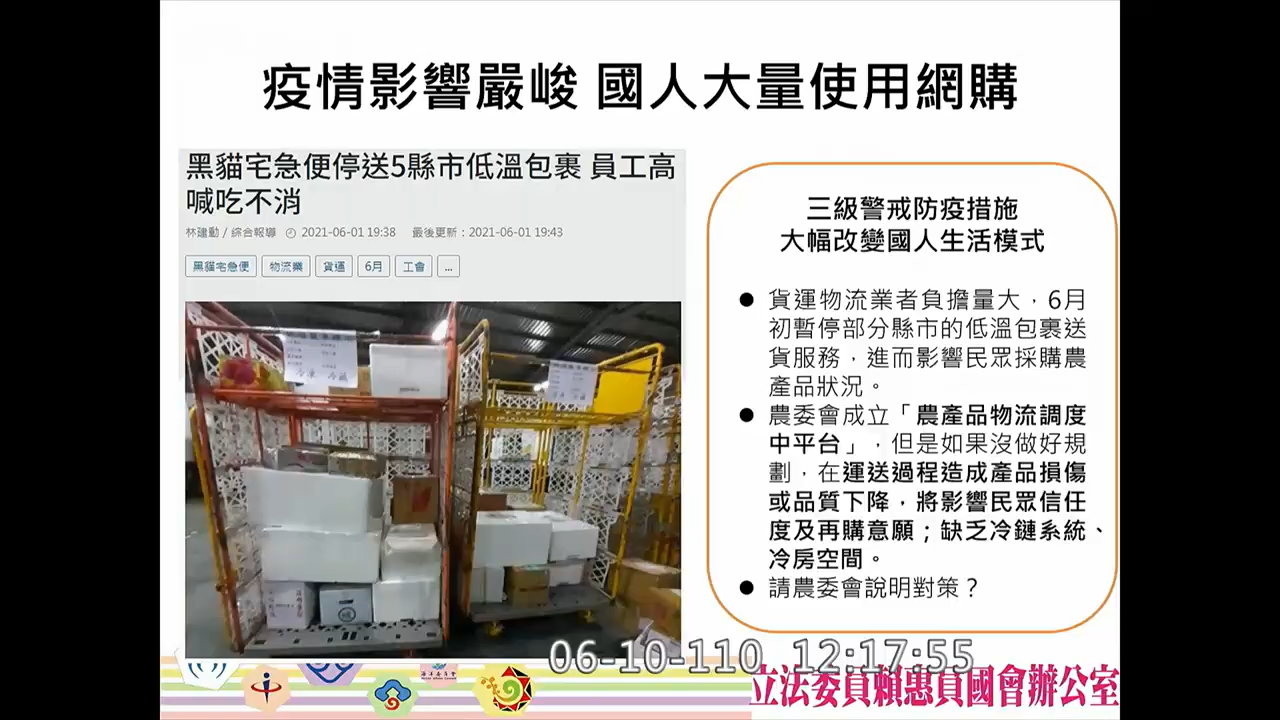 疫情影響嚴峻 國人大量使用網購
黑貓宅急便停送5縣市低溫包裹 員工高
喊吃不消
林建勳 / 綜合報導 2021-06-01 19:38 最後更新：2021-06-01 19:43
黑貓宅急便 物流業 貨運 6月 工會 ...
冷凍 冷藏
三級警戒防疫措施
大幅改變國人生活模式
● 貨運物流業者負擔量大，6月
初暫停部分縣市的低溫包裹送
貨服務，進而影響民眾採購農
產品狀況。
● 農委會成立「農產品物流調度
中平台」，但是如果沒做好規
劃，在運送過程造成產品損傷
或品質下降，將影響民眾信任
度及再購意願；缺乏冷鏈系統、
冷房空間。
● 請農委會說明對策？
06-10-110 12:17:55
立法委員賴惠員國會辦公室